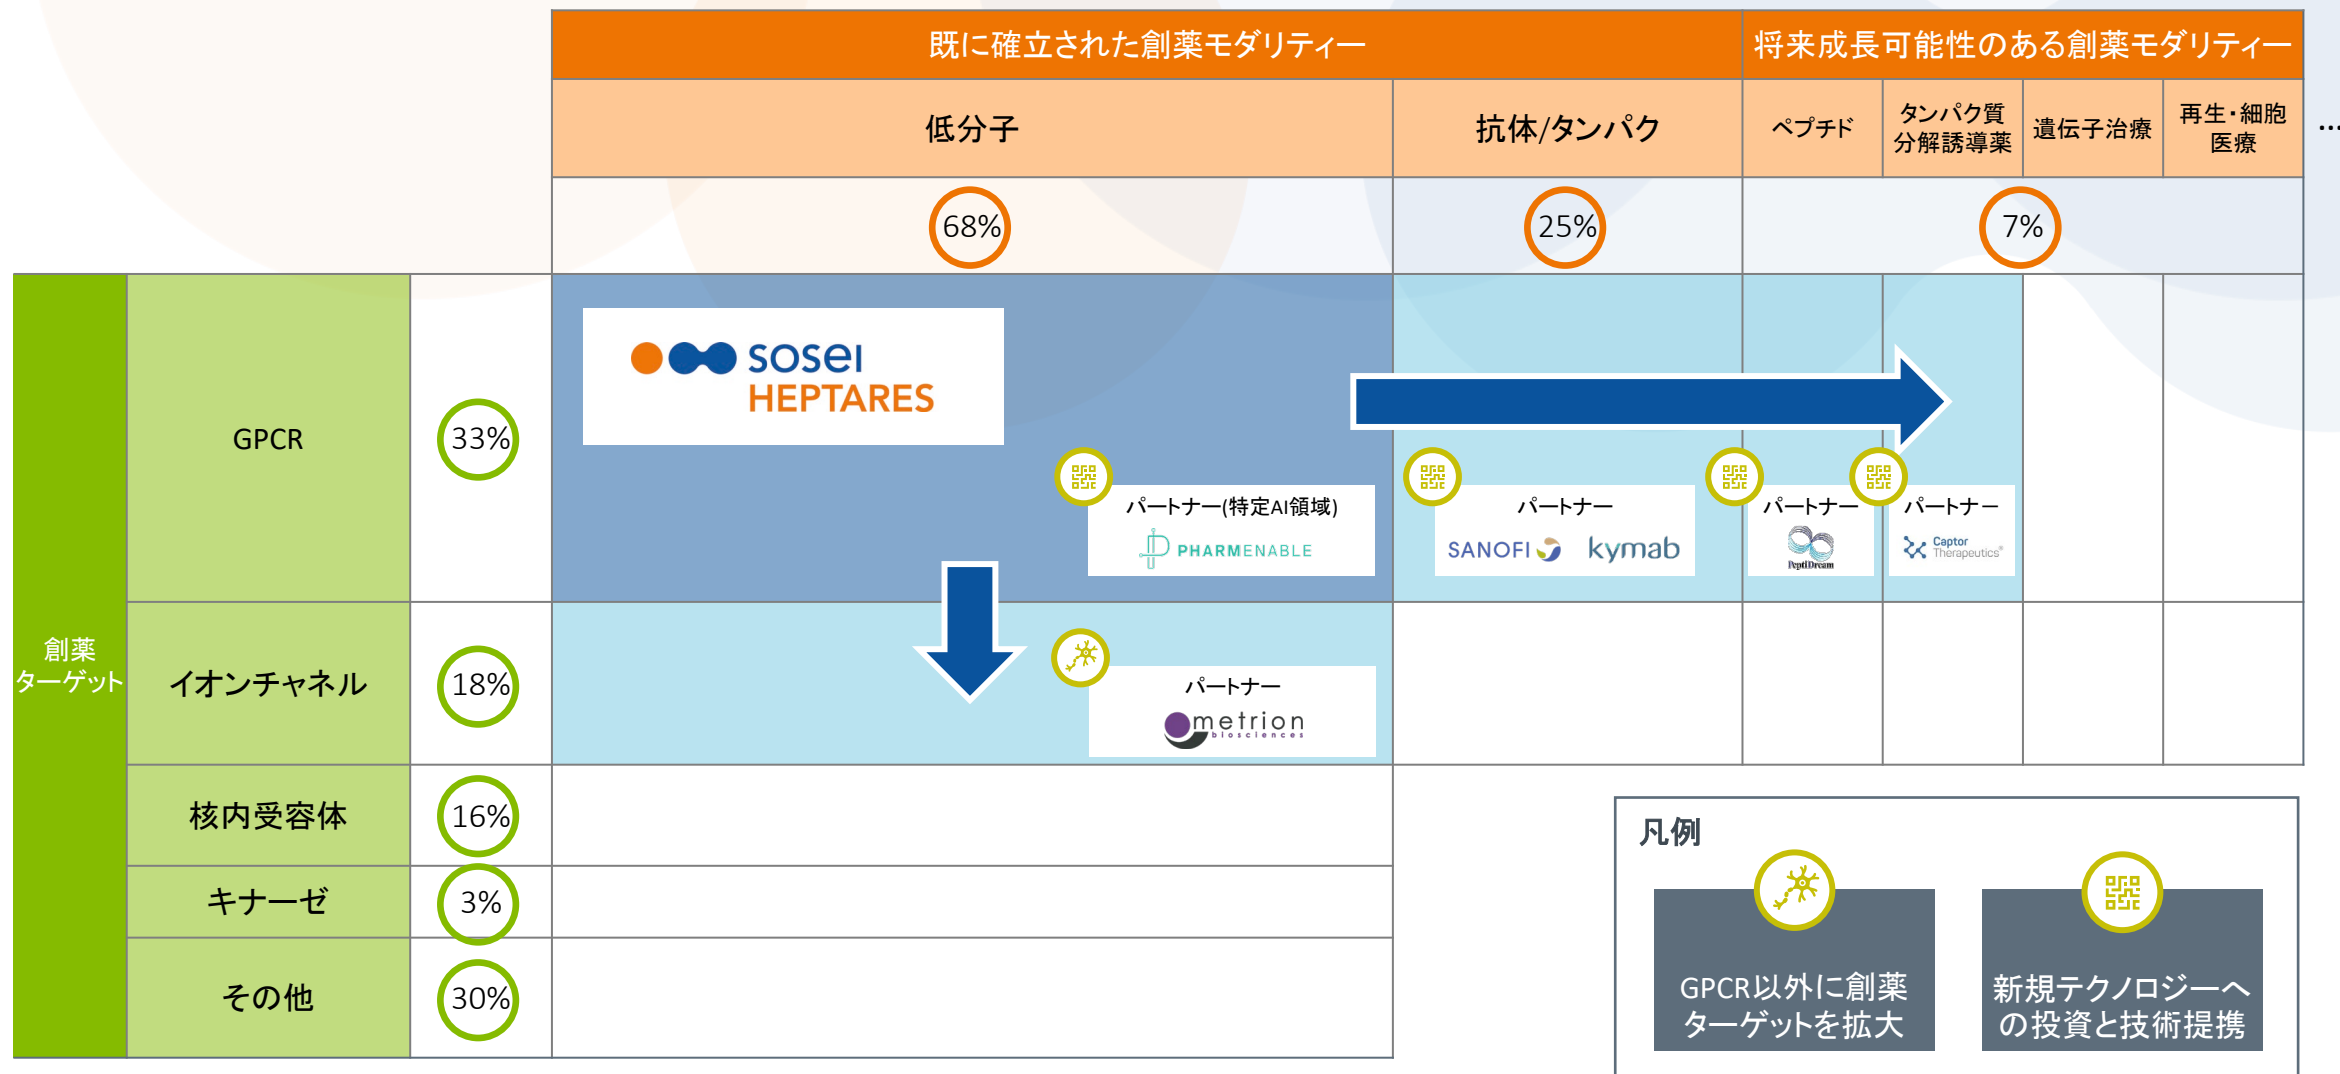 既に確立された創薬モダリティー
将来成長可能性のある創薬モダリティー
低分子
抗体/タンパク
ペプチド
タンパク質
分解誘導薬
遺伝子治療
再生・細胞
医療
…
68%
25%
7%
創薬
ターゲット
GPCR
33%
sosei
HEPTARES
パートナー(特定AI領域)
PHARMENABLE
パートナー
SANOFI
kymab
パートナー
PeptiDream
パートナー
Captor
Therapeutics®
イオンチャネル
18%
パートナー
metrion
biosciences
核内受容体
16%
キナーゼ
3%
その他
30%
凡例
GPCR以外に創薬
ターゲットを拡大
新規テクノロジーへ
の投資と技術提携